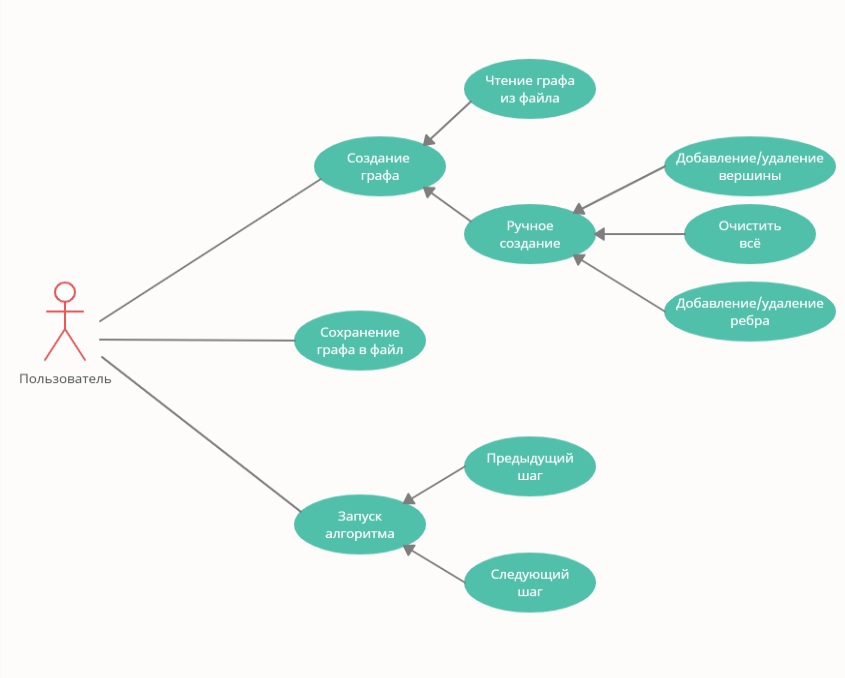 Чтение графа
из файла
Создание
графа
Добавление/удаление
вершины
Ручное
создание
Очистить
всё
Добавление/удаление
ребра
Сохранение
графа в файл
Пользователь
Предыдущий
шаг
Запуск
алгоритма
Следующий
шаг